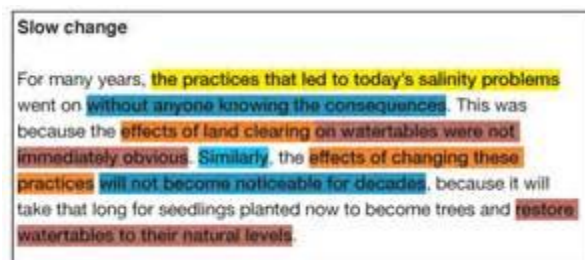 Slow change
For many years, the practices that led to today's salinity problems
went on without anyone knowing the consequences. This was
because the effects of land clearing on watertables were not
immediately obvious. Similarly, the effects of changing these
practices will not become noticeable for decades, because it will
take that long for seedlings planted now to become trees and restore
watertables to their natural levels.